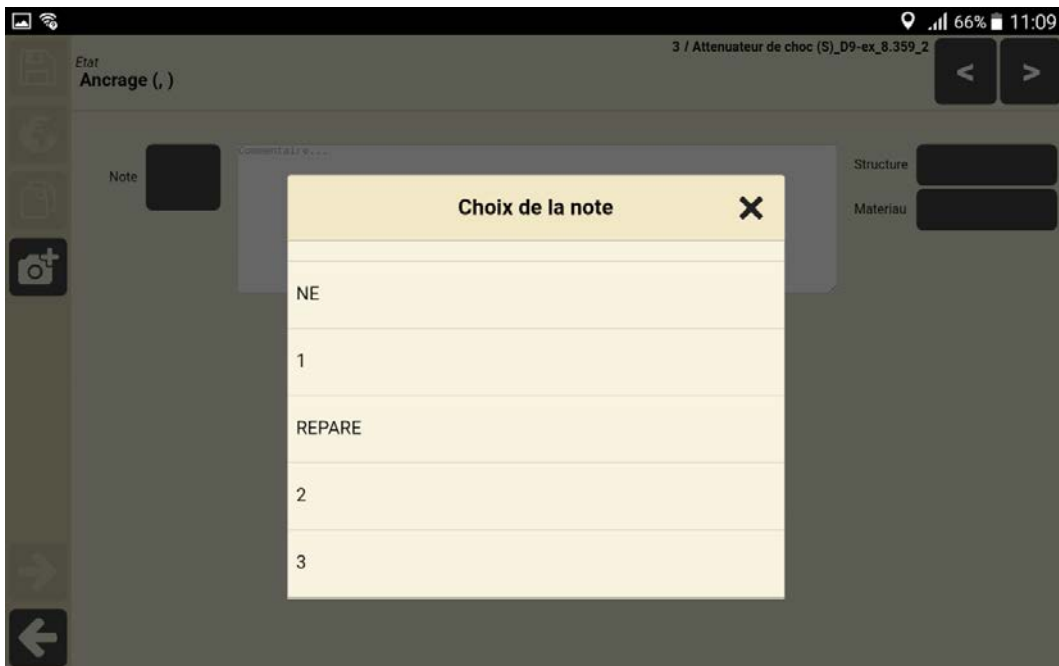 66% 11:09
3 / Attenuateur de choc (S)_D9-ex_8.359_2
Etat
Ancrage (, )
< >
Note
Commentaire...
Structure
Materiau
Choix de la note
NE
1
REPARE
2
3